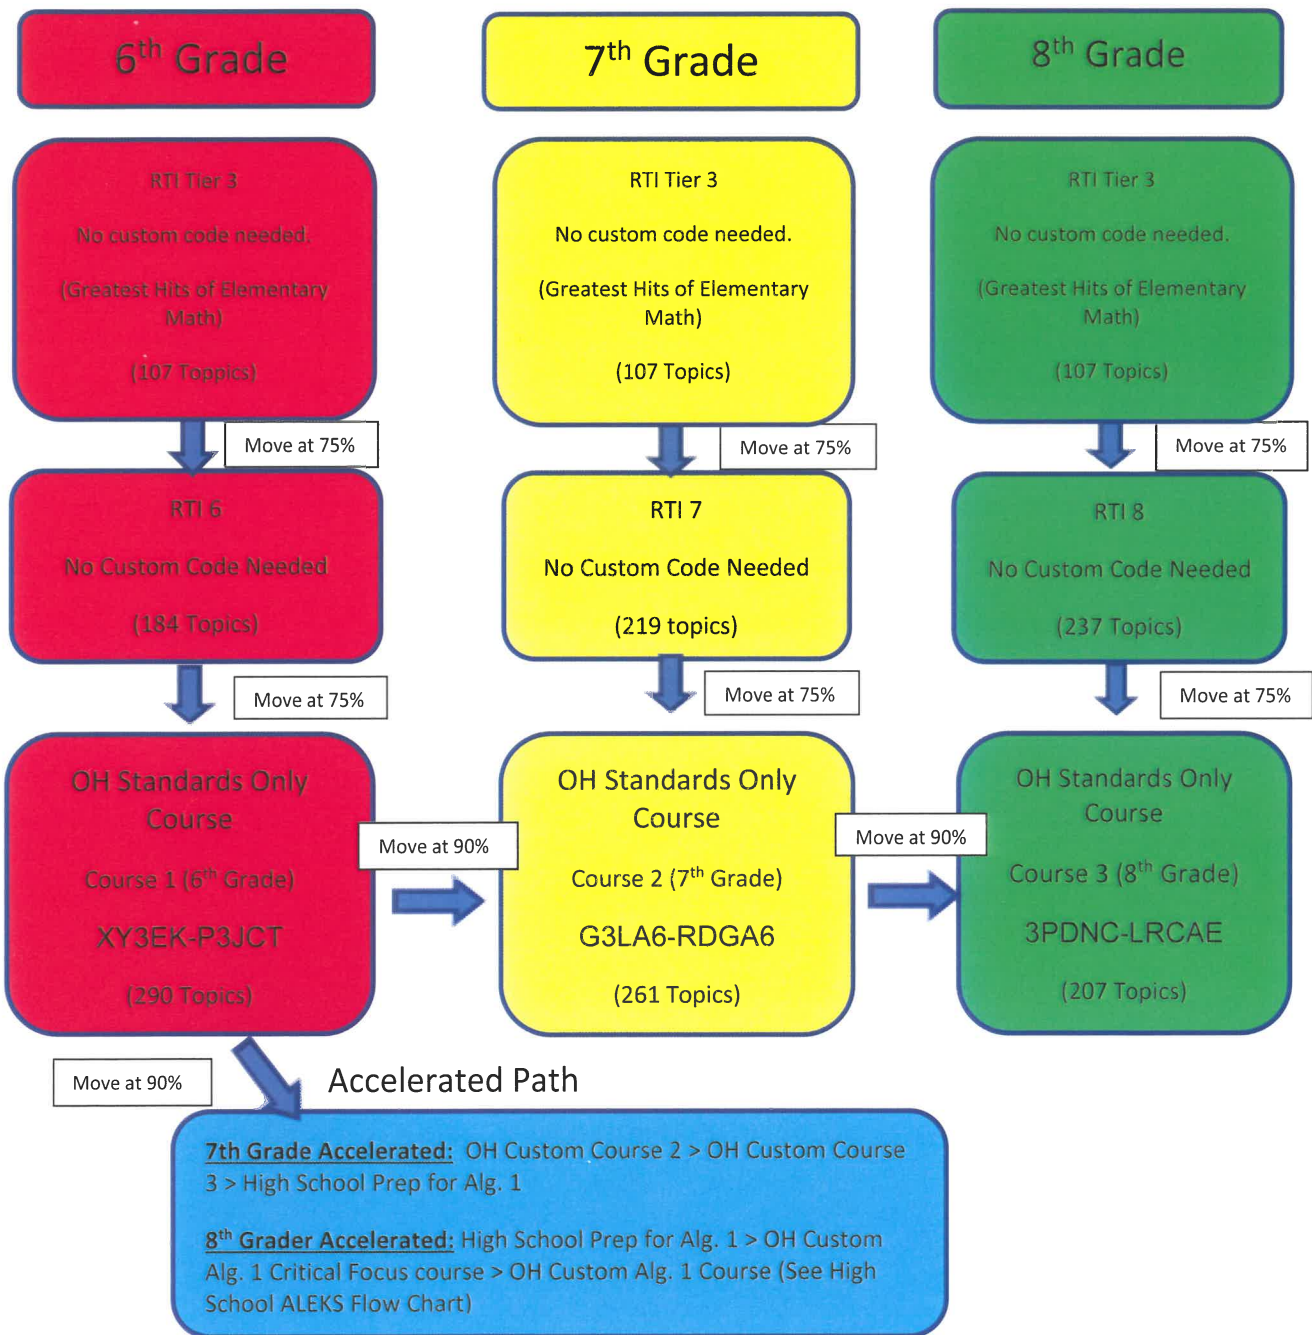 6th Grade
7th Grade
8th Grade
RTI Tier 3
No custom code needed.
(Greatest Hits of Elementary
Math)
(107 Toppics)
RTI Tier 3
No custom code needed.
(Greatest Hits of Elementary
Math)
(107 Topics)
RTI Tier 3
No custom code needed.
(Greatest Hits of Elementary
Math)
(107 Topics)
Move at 75%
Move at 75%
Move at 75%
RTI 6
No Custom Code Needed
(184 Topics)
RTI 7
No Custom Code Needed
(219 topics)
RTI 8
No Custom Code Needed
(237 Topics)
Move at 75%
Move at 75%
Move at 75%
OH Standards Only
Course
Course 1 (6th Grade)
XY3EK-P3JCT
(290 Topics)
Move at 90%
OH Standards Only
Course
Course 2 (7th Grade)
G3LA6-RDGA6
(261 Topics)
Move at 90%
OH Standards Only
Course
Course 3 (8th Grade)
3PDNC-LRCAE
(207 Topics)
Move at 90%
Accelerated Path
7th Grade Accelerated: OH Custom Course 2 > OH Custom Course
3 > High School Prep for Alg. 1
8th Grader Accelerated: High School Prep for Alg. 1 > OH Custom
Alg. 1 Critical Focus course > OH Custom Alg. 1 Course (See High
School ALEKS Flow Chart)